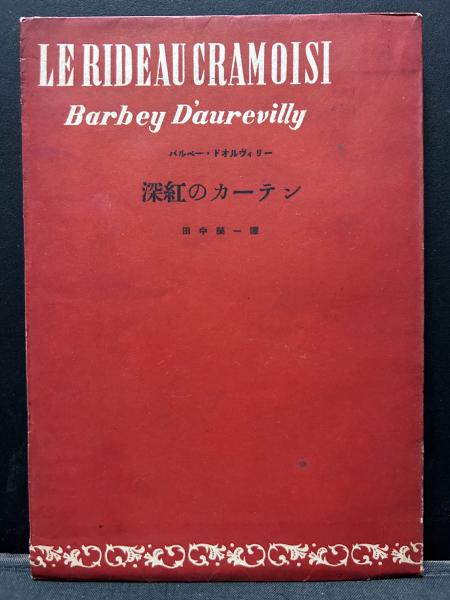 LE RIDEAU CRAMOISI
Barbey D'aurevilly
バルベー・ドオルヴィリー
深紅のカーテン
田中榮一譯